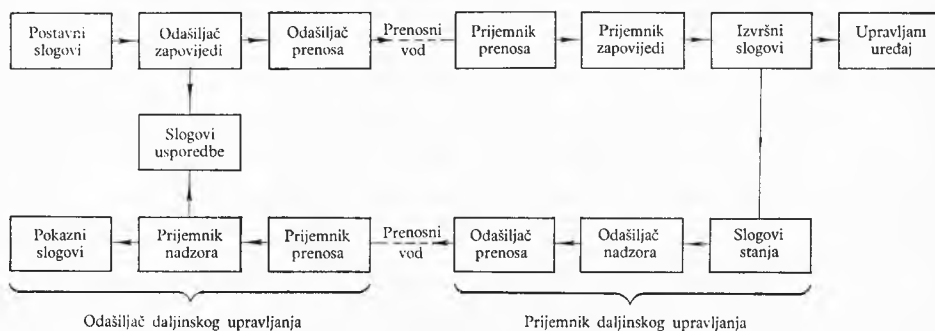 Postavni
slogovi
Odašiljač
zapovijedi
Odašiljač
prenosa
Prenosni
vod
Prijemnik
prenosa
Prijemnik
zapovijedi
Izvršni
slogovi
Upravljani
uređaj
Slogovi
usporedbe
Pokazni
slogovi
Prijemnik
nadzora
Prijemnik
prenosa
Prenosni
vod
Odašiljač
prenosa
Odašiljač
nadzora
Slogovi
stanja
Odašiljač daljinskog upravljanja
Prijemnik daljinskog upravljanja